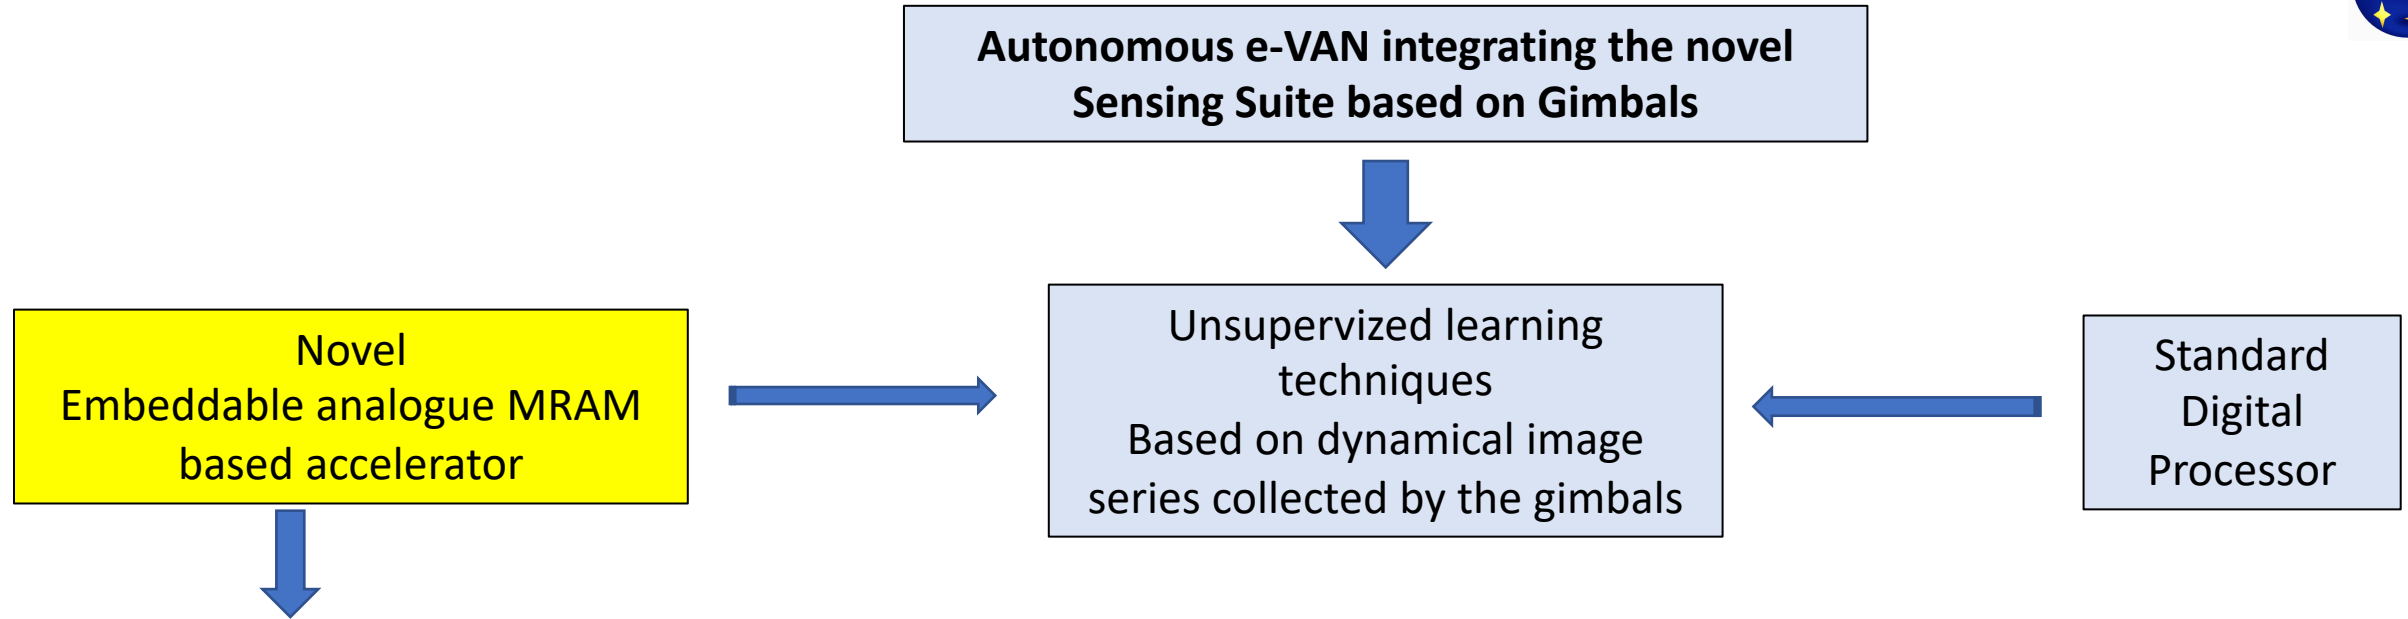 Autonomous e-VAN integrating the novel
Sensing Suite based on Gimbals
Novel
Embeddable analogue MRAM
based accelerator
Unsupervized learning
techniques
Based on dynamical image
series collected by the gimbals
Standard
Digital
Processor